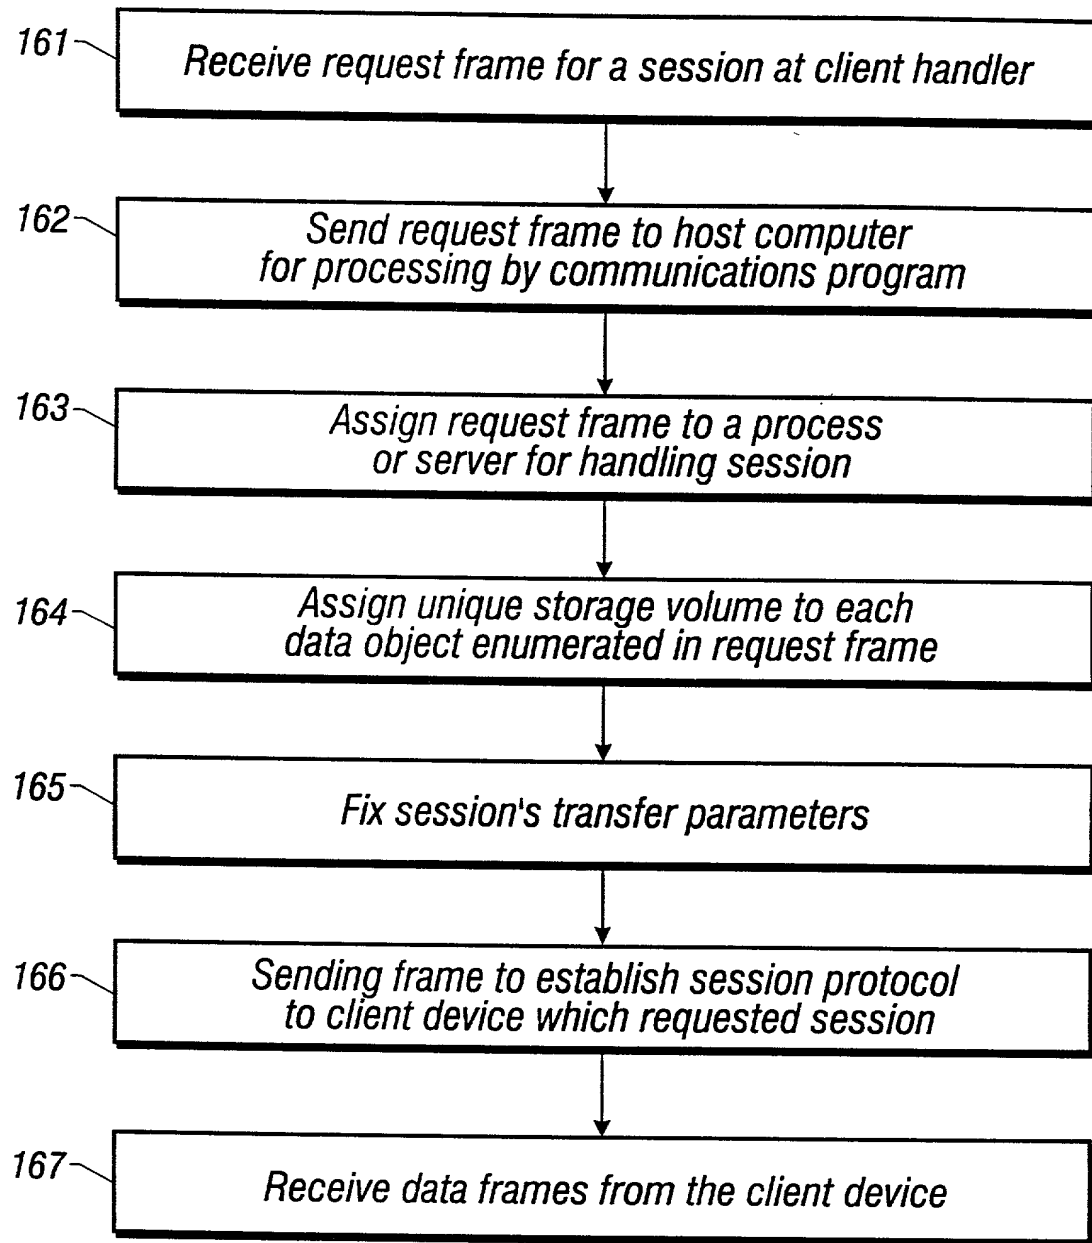 161
Receive request frame for a session at client handler
162
Send request frame to host computer
for processing by communications program
163
Assign request frame to a process
or server for handling session
164
Assign unique storage volume to each
data object enumerated in request frame
165
Fix session's transfer parameters
166
Sending frame to establish session protocol
to client device which requested session
167
Receive data frames from the client device